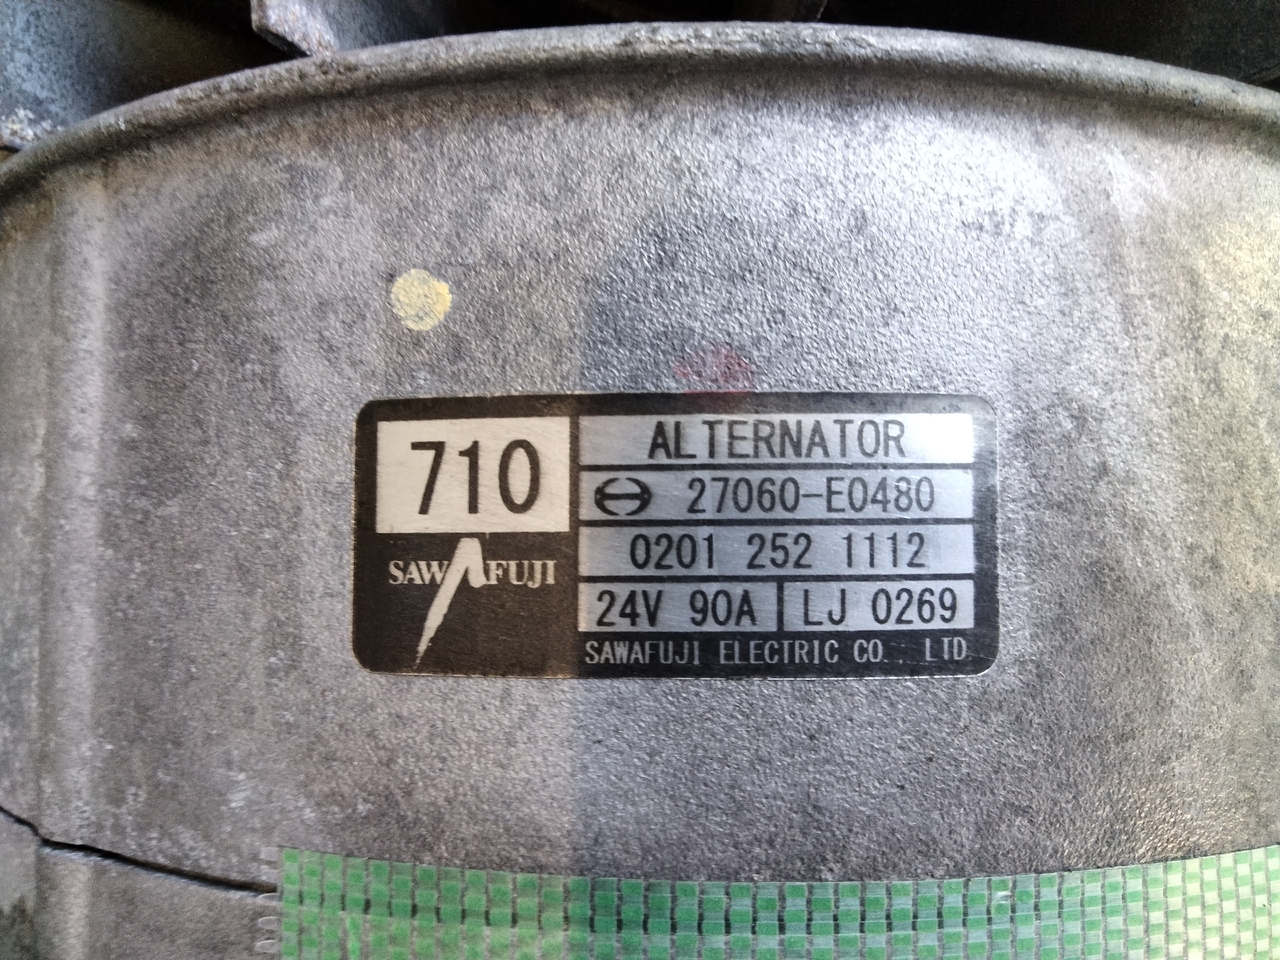 710
SAWAFUJI
ALTERNATOR
27060-E0480
0201 252 1112
24V 90A
LJ 0269
SAWAFUJI ELECTRIC CO., LTD.